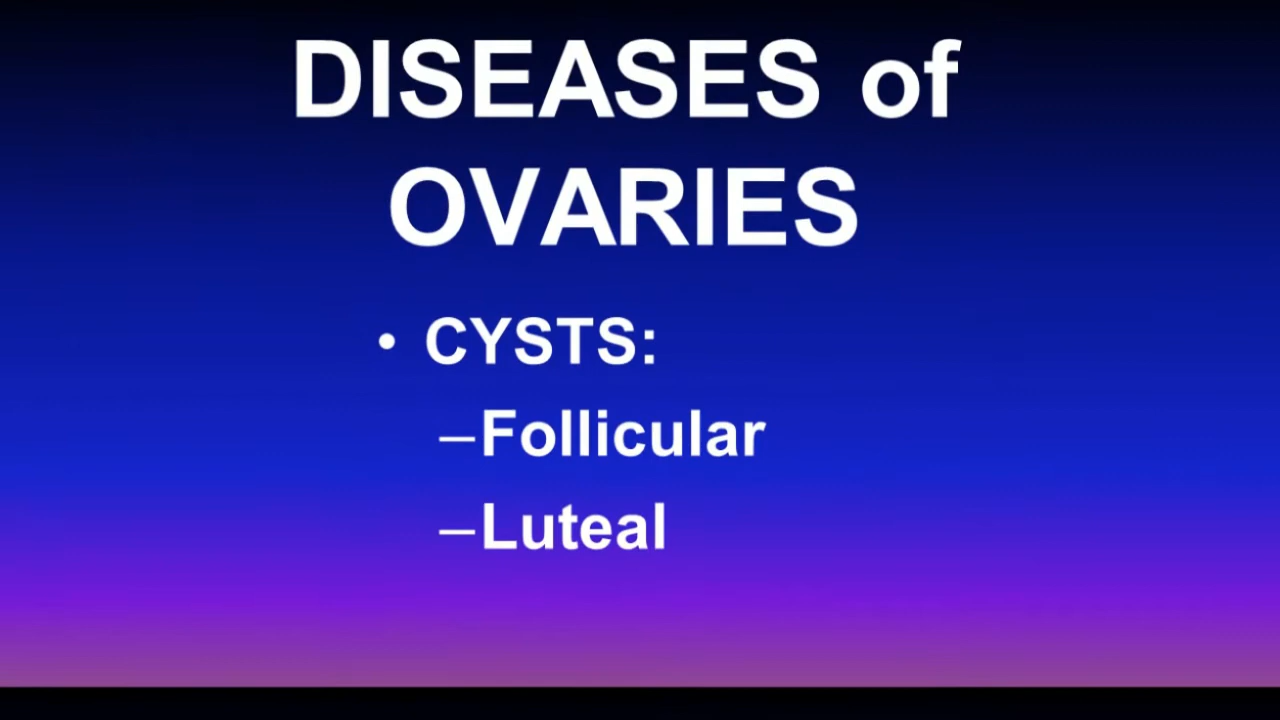 DISEASES of
OVARIES
• CYSTS:
–Follicular
–Luteal